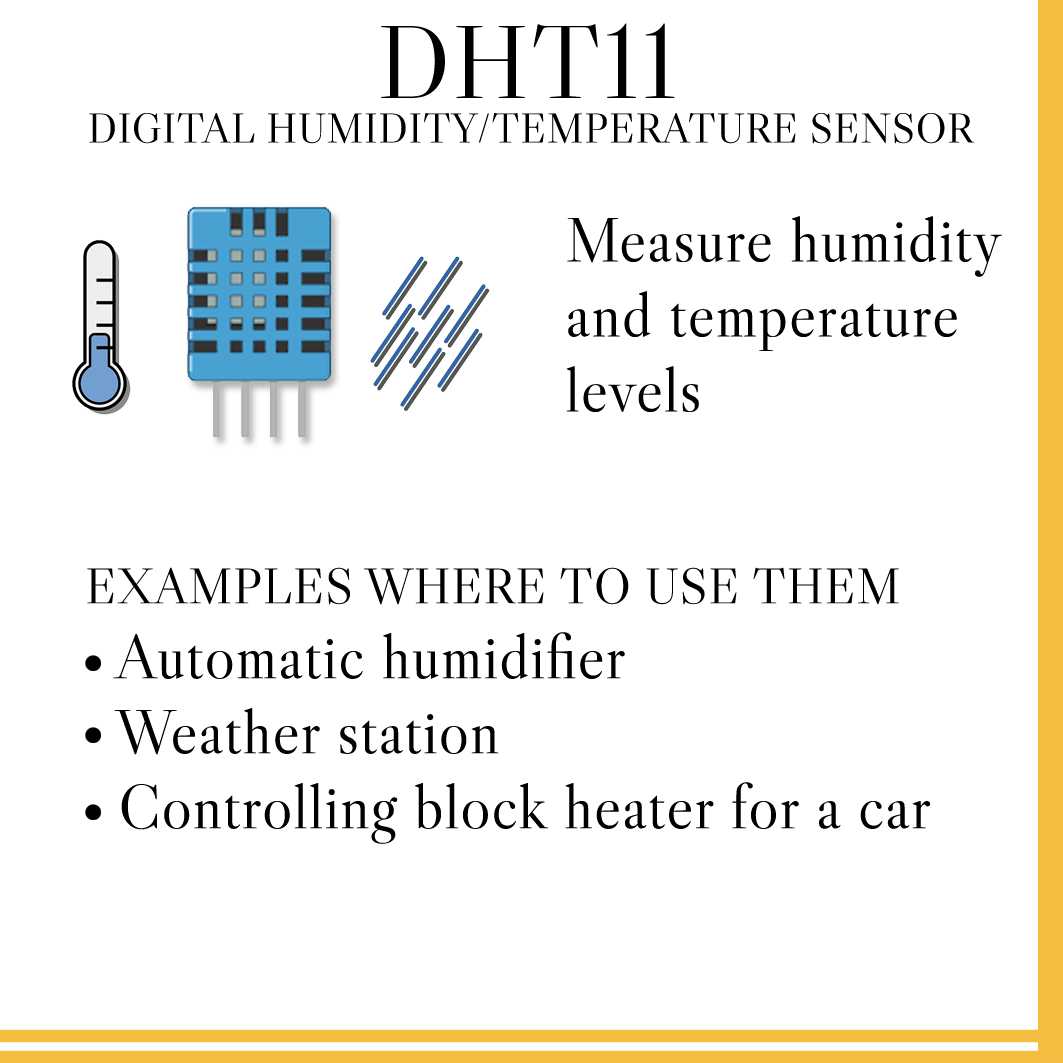 DHT11
DIGITAL HUMIDITY/TEMPERATURE SENSOR
Measure humidity
and temperature
levels
EXAMPLES WHERE TO USE THEM
• Automatic humidifier
• Weather station
• Controlling block heater for a car